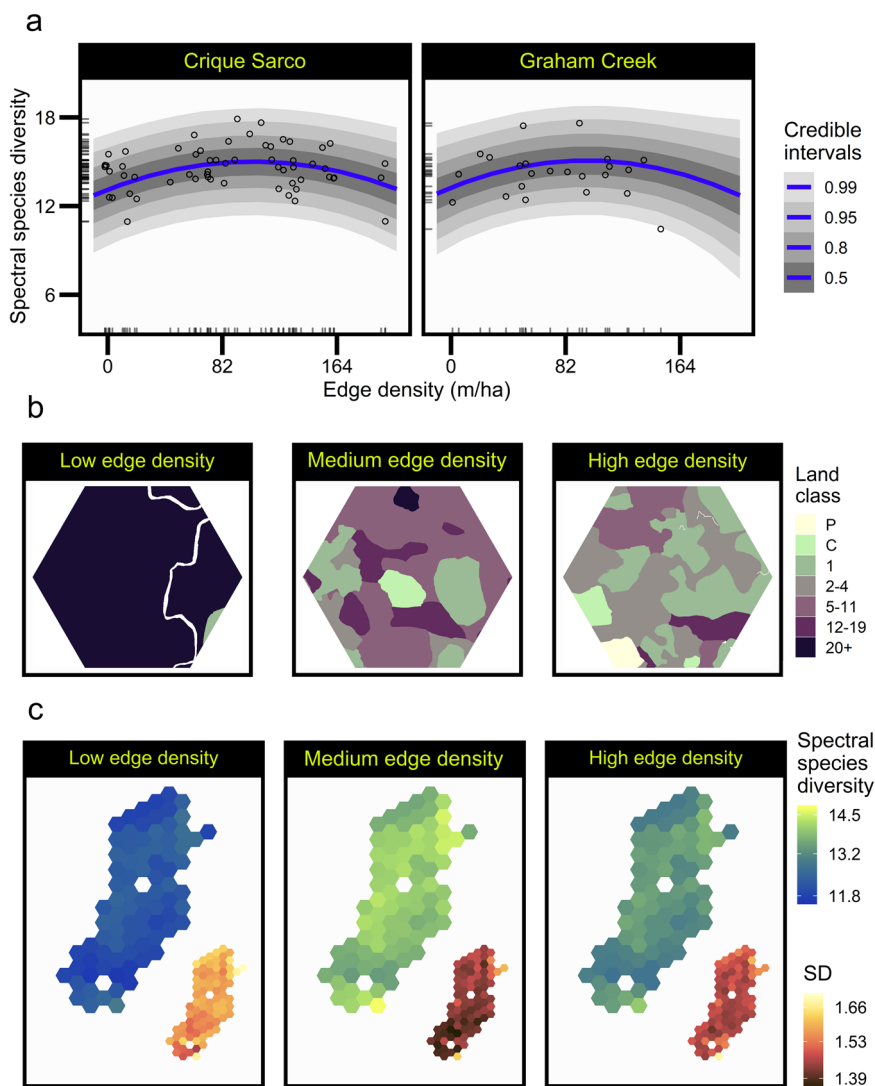 a
Crique Sarco
Graham Creek
Spectral species diversity
18
12
6
0
82
164
0
82
164
Edge density (m/ha)
Credible
intervals
0.99
0.95
0.8
0.5
b
Low edge density
Medium edge density
High edge density
Land
class
P
C
1
2-4
5-11
12-19
20+
c
Low edge density
Medium edge density
High edge density
Spectral
species
diversity
14.5
13.2
11.8
SD
1.66
1.53
1.39